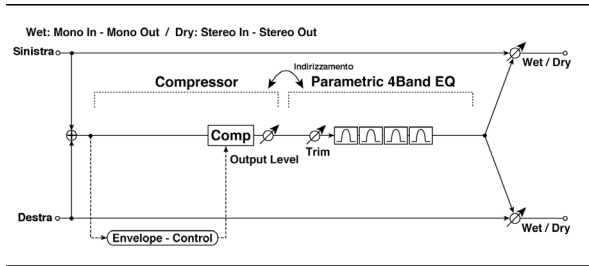 Wet: Mono In - Mono Out / Dry: Stereo In - Stereo Out
Sinistra
Wet / Dry
Indirizzamento
Compressor
Parametric 4Band EQ
Comp
Output Level
Trim
Destra
Wet / Dry
Envelope - Control